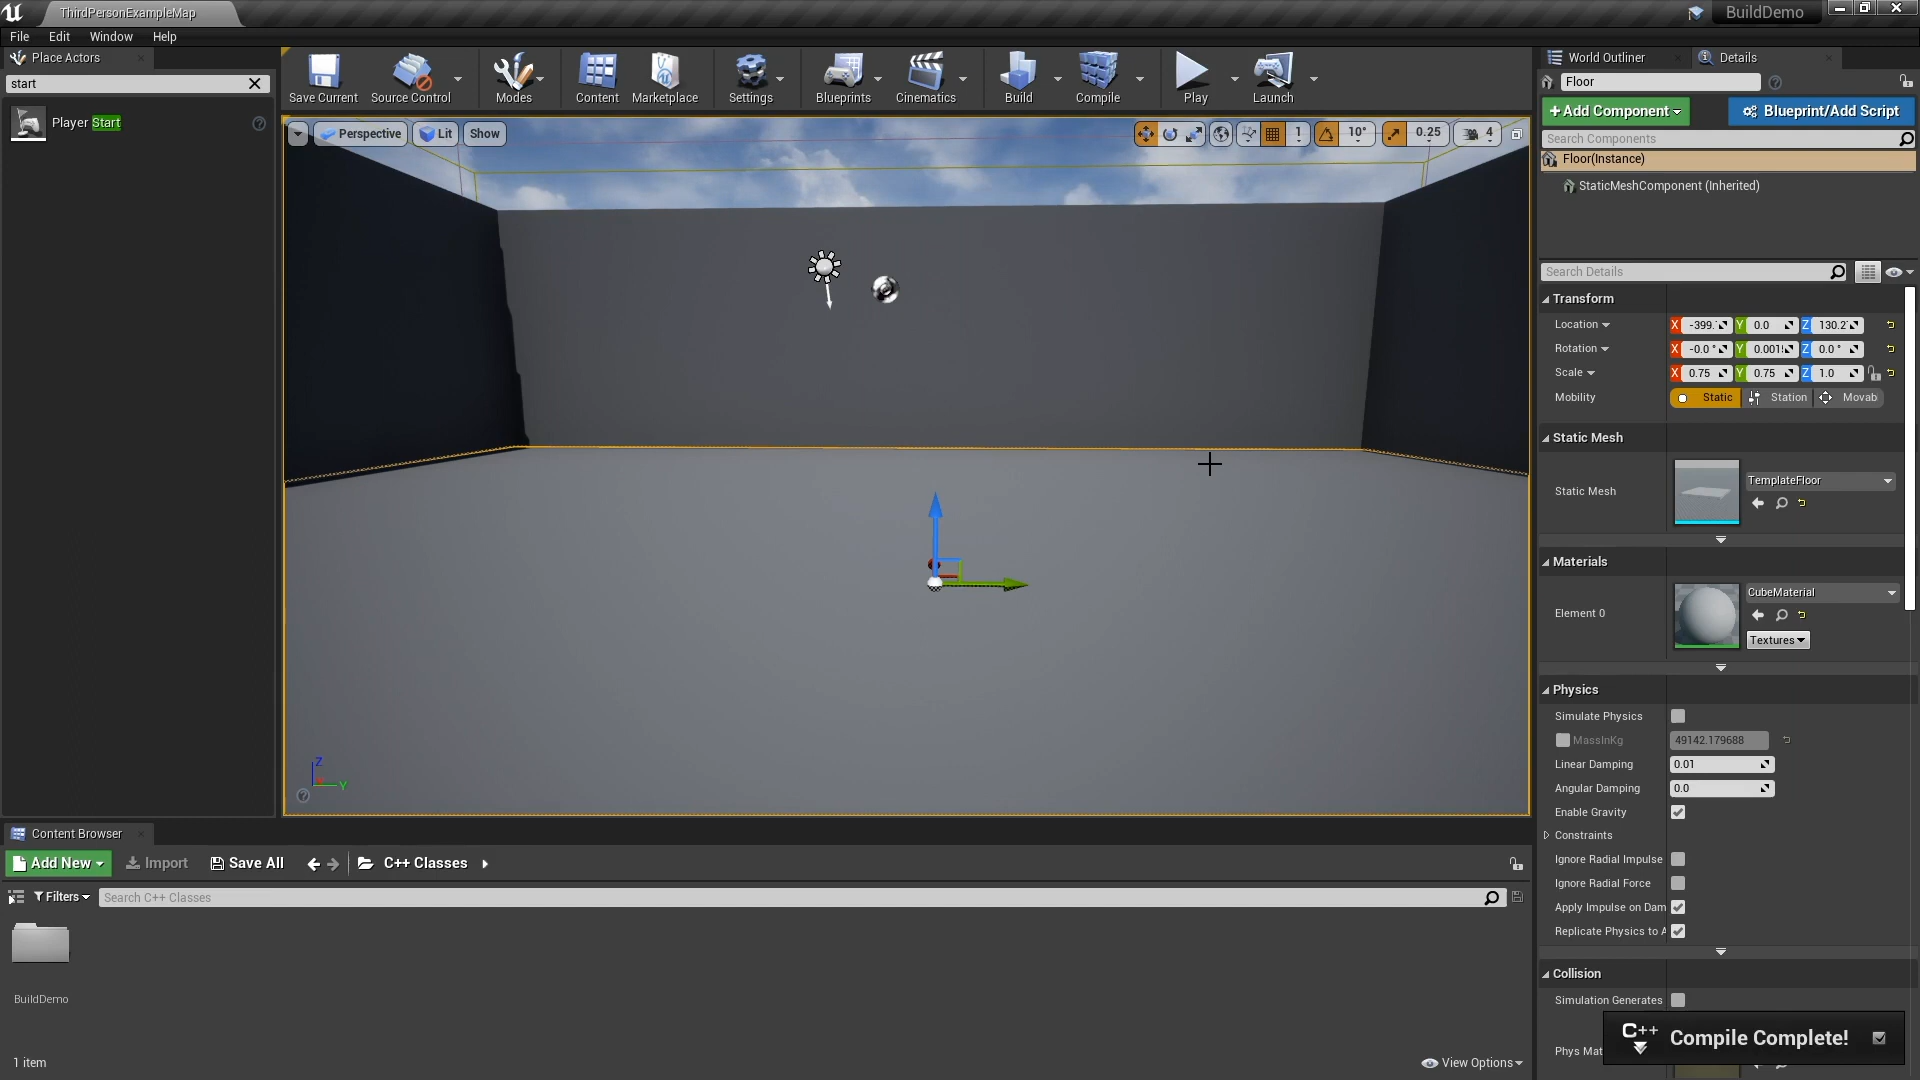 ThirdPersonExampleMap
BuildDemo
File Edit Window Help
Place Actors
start
Player Start
Save Current
Source Control
Modes
Content
Marketplace
Settings
Blueprints
Cinematics
Build
Compile
Play
Launch
Perspective
Lit
Show
1
10°
0.25
4
Z
Y
World Outliner
Details
Floor
+Add Component
Blueprint/Add Script
Search Components
Floor(Instance)
StaticMeshComponent (Inherited)
Search Details
Transform
Location X -399. Y 0.0 Z 130.2
Rotation X -0.0 ° Y 0.001 Z 0.0 °
Scale X 0.75 Y 0.75 Z 1.0
Mobility Static Station Movab
Static Mesh
Static Mesh TemplateFloor
Materials
Element 0 CubeMaterial
Textures
Physics
Simulate Physics
MassInKg 49142.179688
Linear Damping 0.01
Angular Damping 0.0
Enable Gravity
Constraints
Ignore Radial Impulse
Ignore Radial Force
Apply Impulse on Dam
Replicate Physics to A
Collision
Simulation Generates
Phys Mat
C++ Compile Complete!
Content Browser
Add New Import Save All C++ Classes
Filters Search C++ Classes
BuildDemo
1 item
View Options